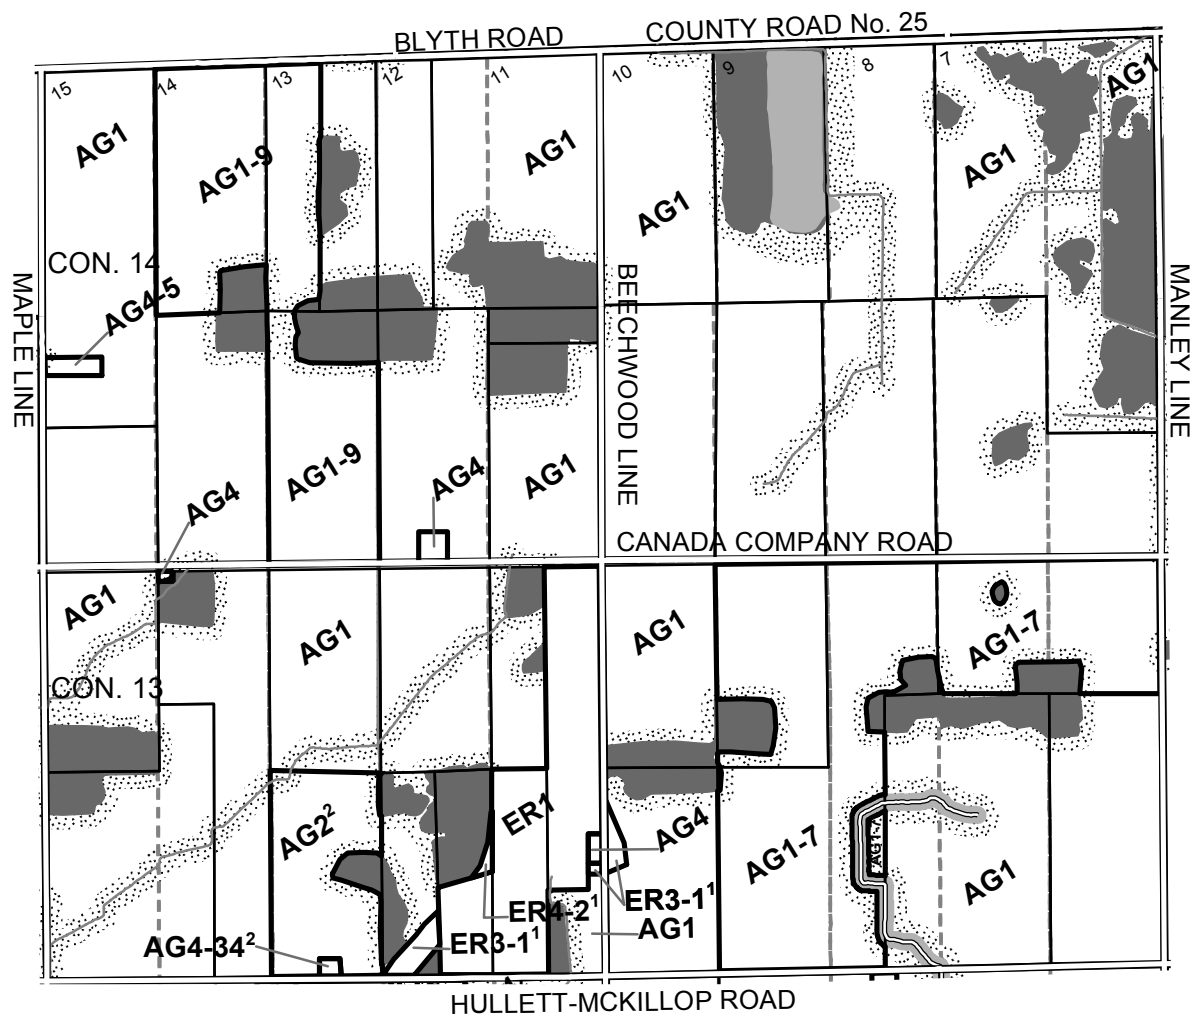 BLYTH ROAD
COUNTY ROAD No. 25
15
14
13
12
11
10
9
8
7
AG1
AG1
AG1-9
AG1
AG1
AG1
CON. 14
AG4-5
MAPLE LINE
BEECHWOOD LINE
MANLEY LINE
AG4
AG1-9
AG4
AG1
CANADA COMPANY ROAD
AG1
AG1
AG1
AG1-7
CON. 13
AG2²
ER1
AG4
AG1-7
AG1-7
AG1
ER4-2¹
ER3-1¹
AG4-34²
ER3-1¹
AG1
HULLETT-MCKILLOP ROAD